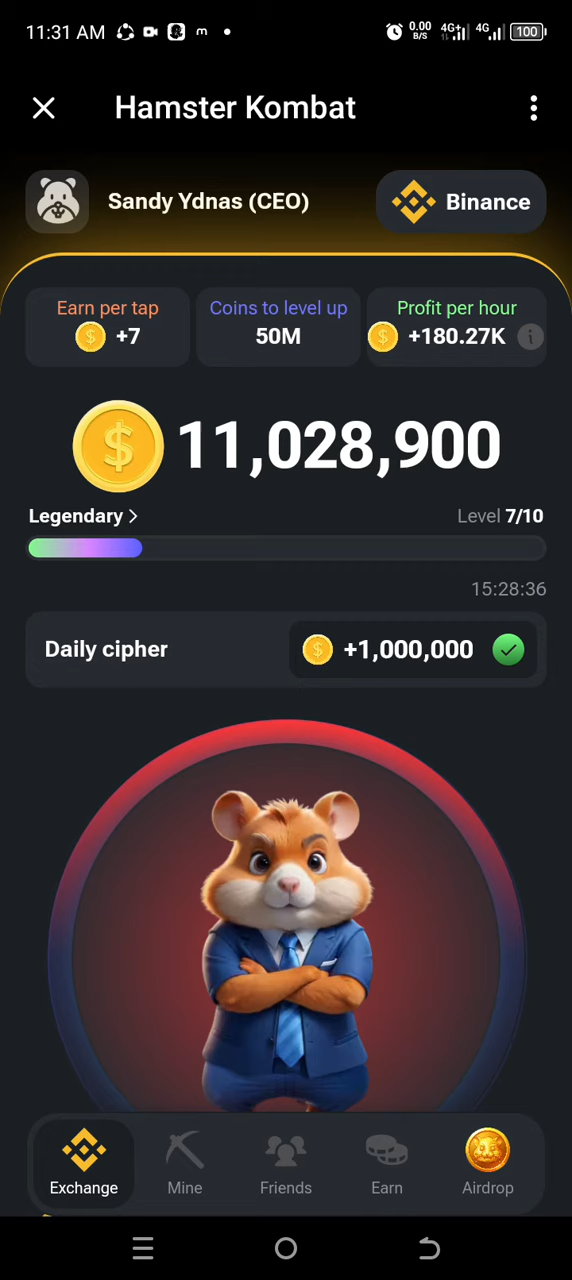 11:31 AM m 0.00 B/S 4G+ 4G 100
Hamster Kombat
Sandy Ydnas (CEO) Binance
Earn per tap Coins to level up Profit per hour
$ +7 50M $ +180.27K i
$ 11,028,900
Legendary > Level 7/10
15:28:36
Daily cipher $ +1,000,000
Exchange Mine Friends Earn Airdrop